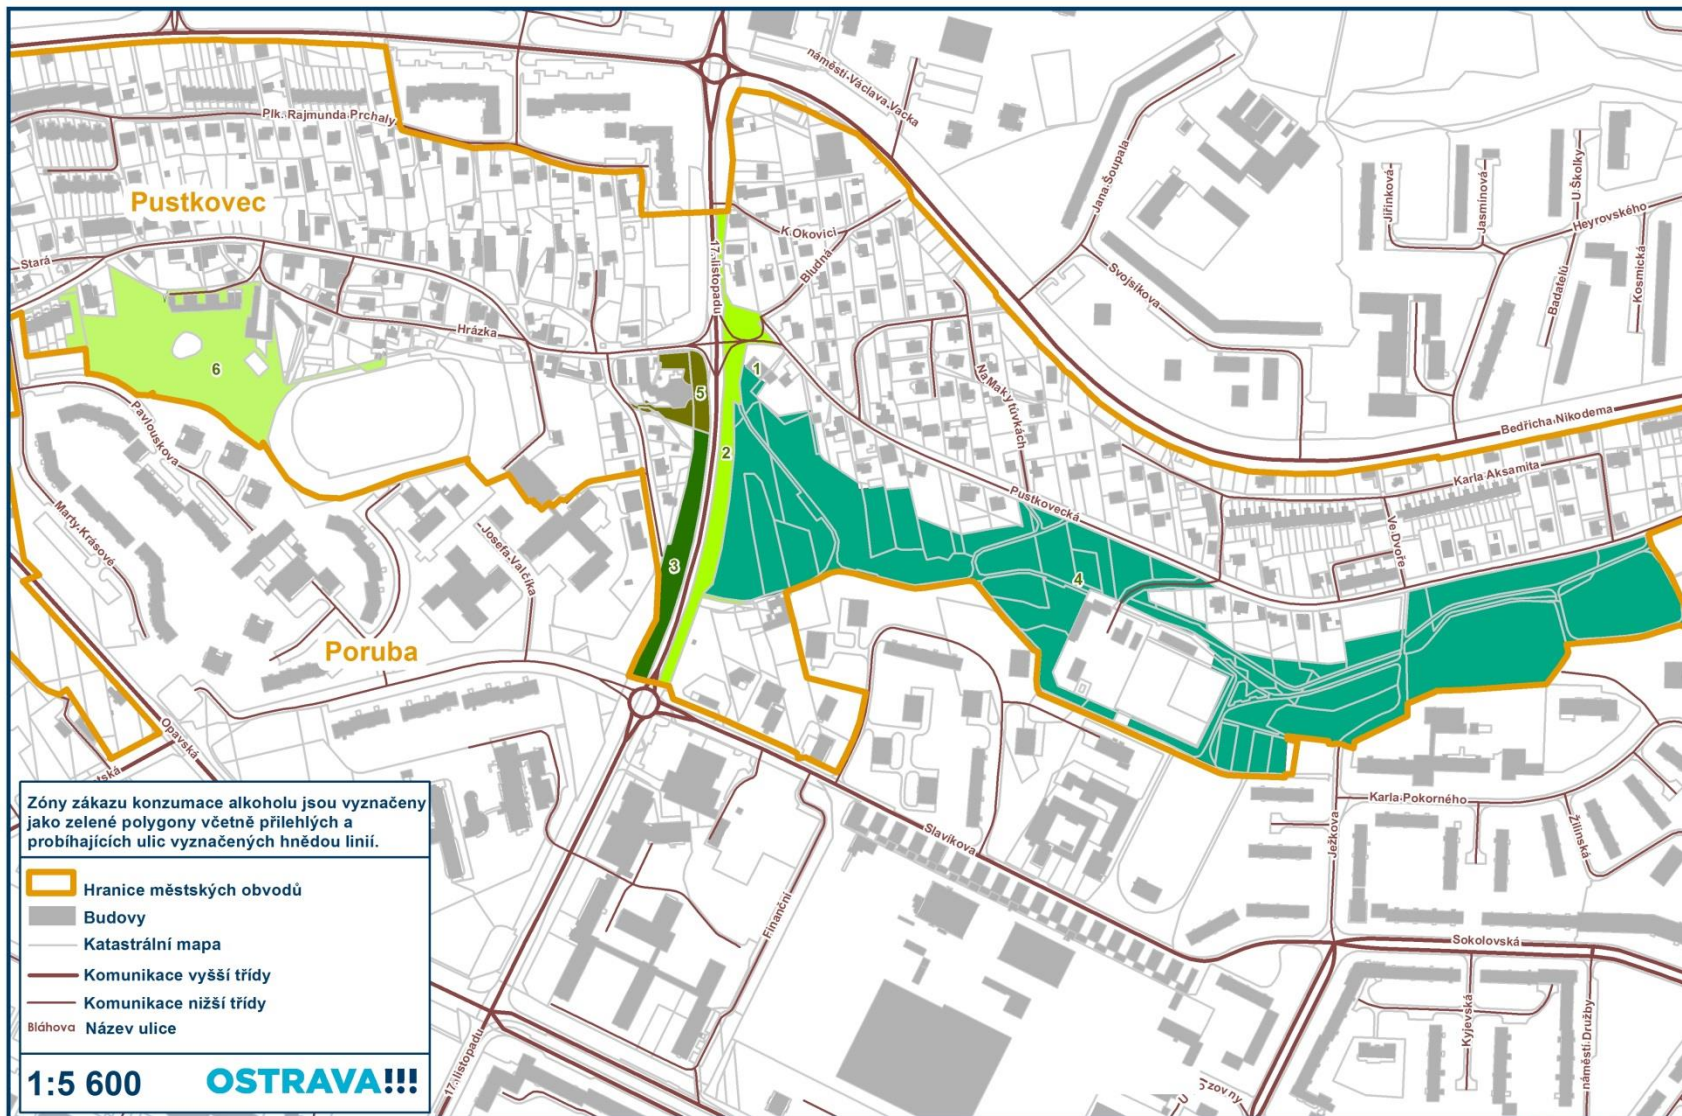 náměstí Václava Vacka
Plk. Rajmunda Prchaly
Jana Šoupala
Jiřinková
Jasmínová
U Školky
Heyrovského
Pustkovec
K Okovici
17. listopadu
Bludná
Stará
Svojsíkova
Badatelů
Kosmická
Hrázka
6
5
1
Na Makytůvkách
Pavlouskova
Bedřicha Nikodema
2
Karla Aksamita
Pustkovecká
Marty Krásové
Josefa Valčíka
Ve Dvoře
3
4
Poruba
Opavská
tská
Zóny zákazu konzumace alkoholu jsou vyznačeny
jako zelené polygony včetně přilehlých a
probíhajících ulic vyznačených hnědou linií.
Hranice městských obvodů
Budovy
Katastrální mapa
Komunikace vyšší třídy
Komunikace nižší třídy
Bláhova Název ulice
1:5 600 OSTRAVA!!!
Karla Pokorného
Slavíkova
Ježkova
Žilinská
Finanční
Sokolovská
Kyjevská
náměstí Družby
17. listopadu
U
zovny